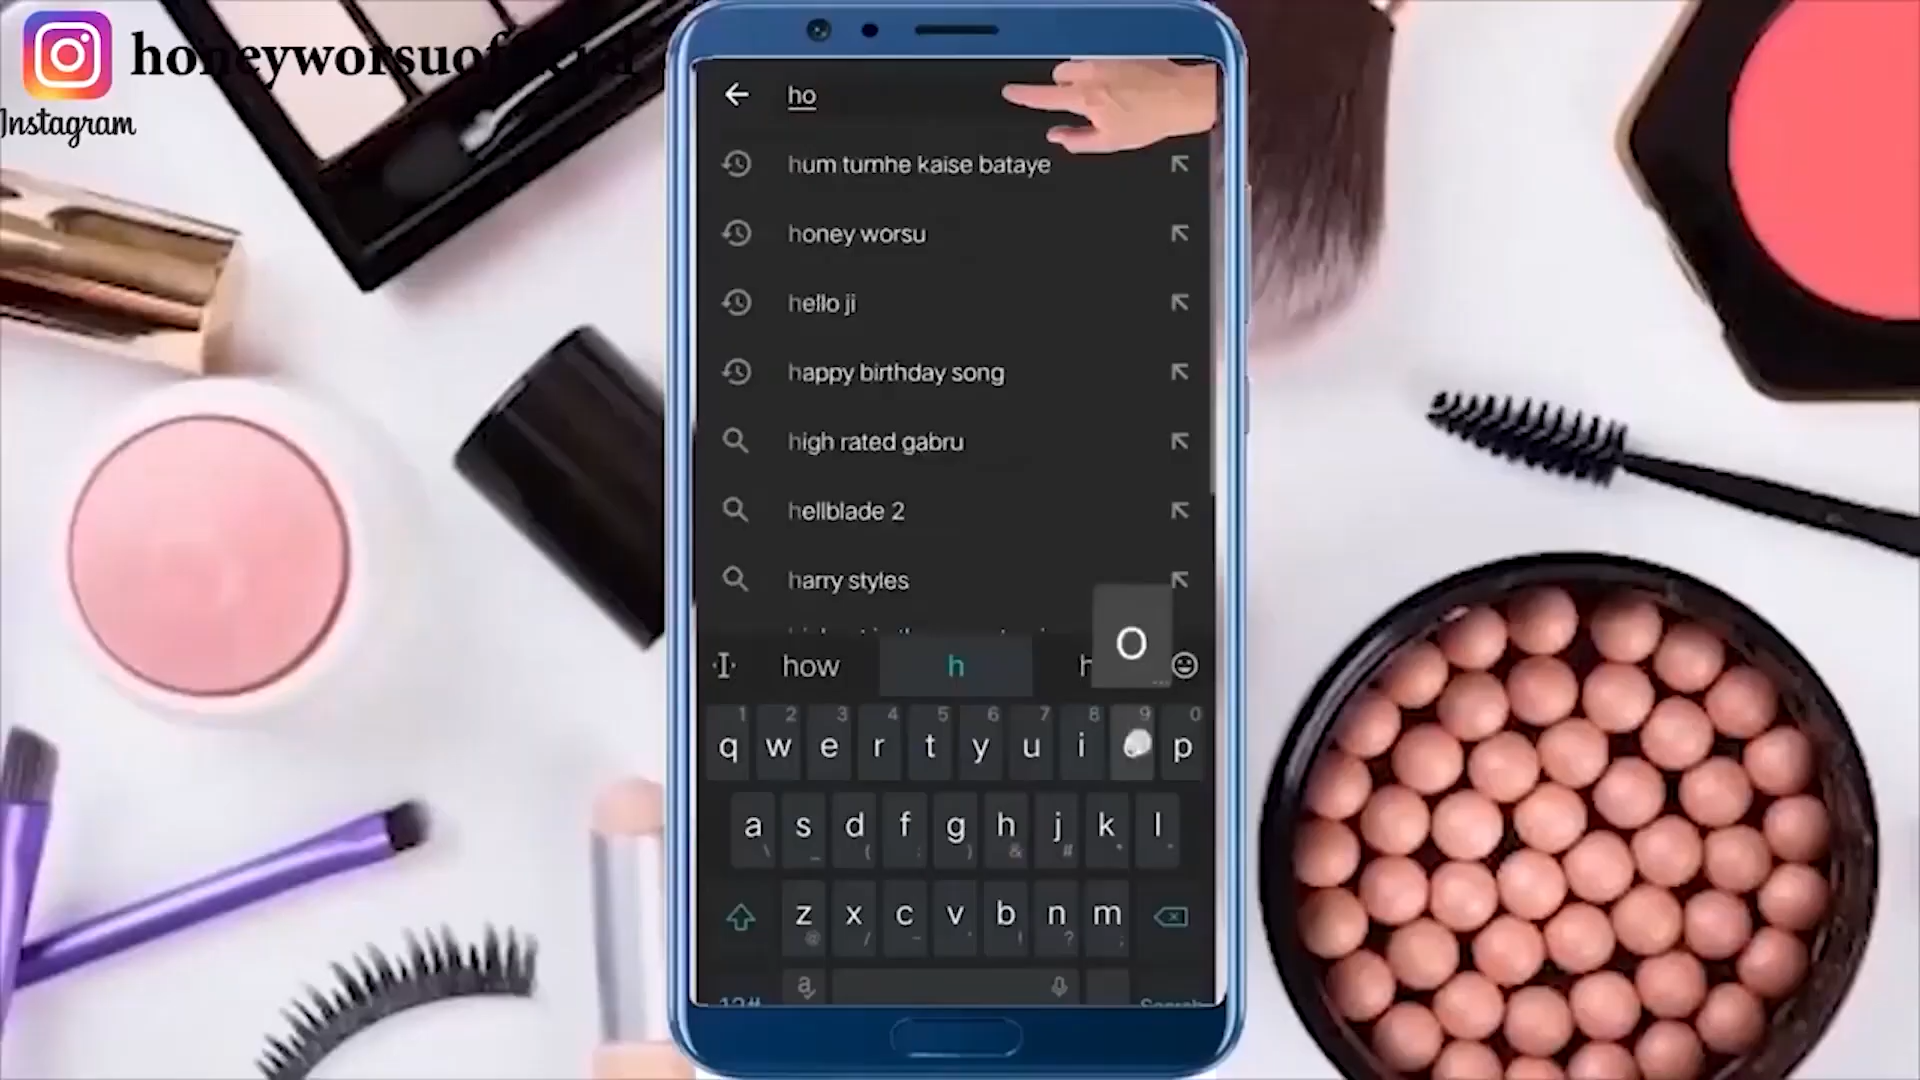 honeyworsuof
Instagram
ho
hum tumhe kaise bataye
honey worsu
hello ji
happy birthday song
high rated gabru
hellblade 2
harry styles
how h h O
1 2 3 4 5 6 7 8 9 0
q w e r t y u i p
a s d f g h j k l
z x c v b n m